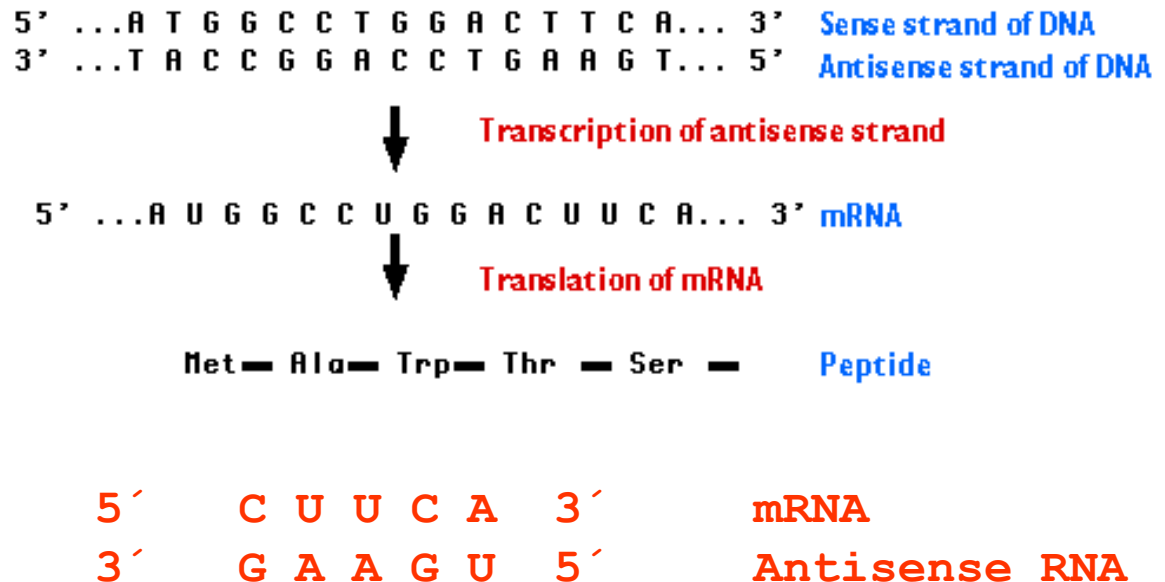 5’ ...A T G G C C T G G A C T T C A... 3’ Sense strand of DNA
3’ ...T A C C G G A C C T G A A G T... 5’ Antisense strand of DNA
Transcription of antisense strand
5’ ...A U G G C C U G G A C U U C A... 3’ mRNA
Translation of mRNA
Met— Ala— Trp— Thr — Ser — Peptide
5´ C U U C A 3´ mRNA
3´ G A A G U 5´ Antisense RNA